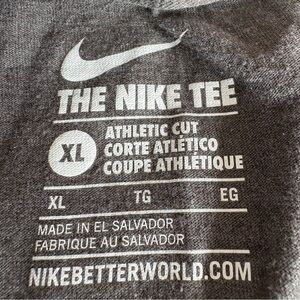 THE NIKE TEE
XL
ATHLETIC CUT
CORTE ATLÉTICO
COUPE ATHLÉTIQUE
XL TG EG
MADE IN EL SALVADOR
FABRIQUE AU SALVADOR
NIKEBETTERWORLD.COM